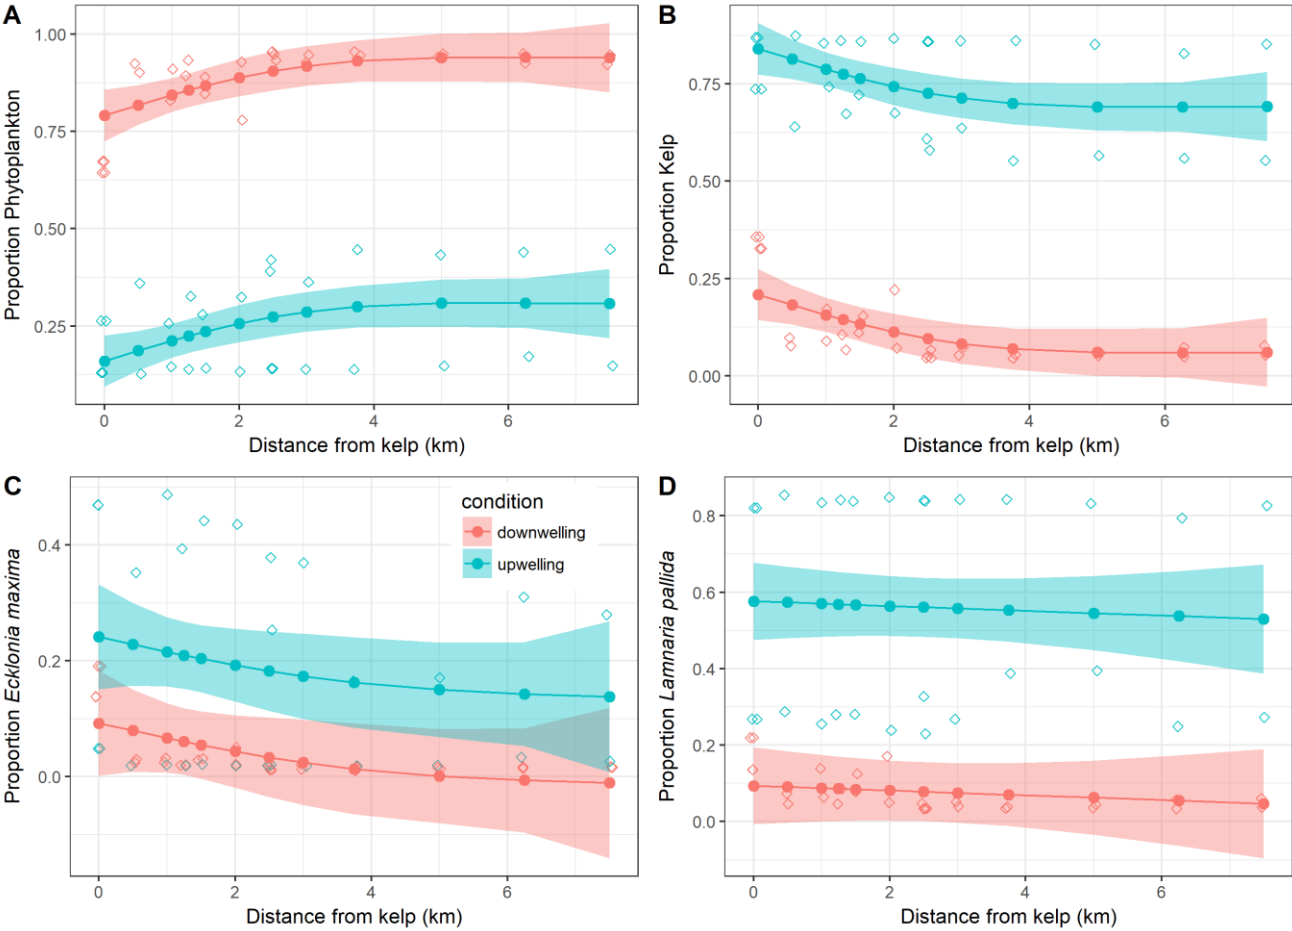 A
1.00
0.75
0.50
0.25
Proportion Phytoplankton
0 2 4 6
Distance from kelp (km)
B
0.75
0.50
0.25
0.00
Proportion Kelp
0 2 4 6
Distance from kelp (km)
C
0.4
0.2
0.0
Proportion Ecklonia maxima
condition
downwelling
upwelling
0 2 4 6
Distance from kelp (km)
D
0.8
0.6
0.4
0.2
0.0
Proportion Lamnaria pallida
0 2 4 6
Distance from kelp (km)